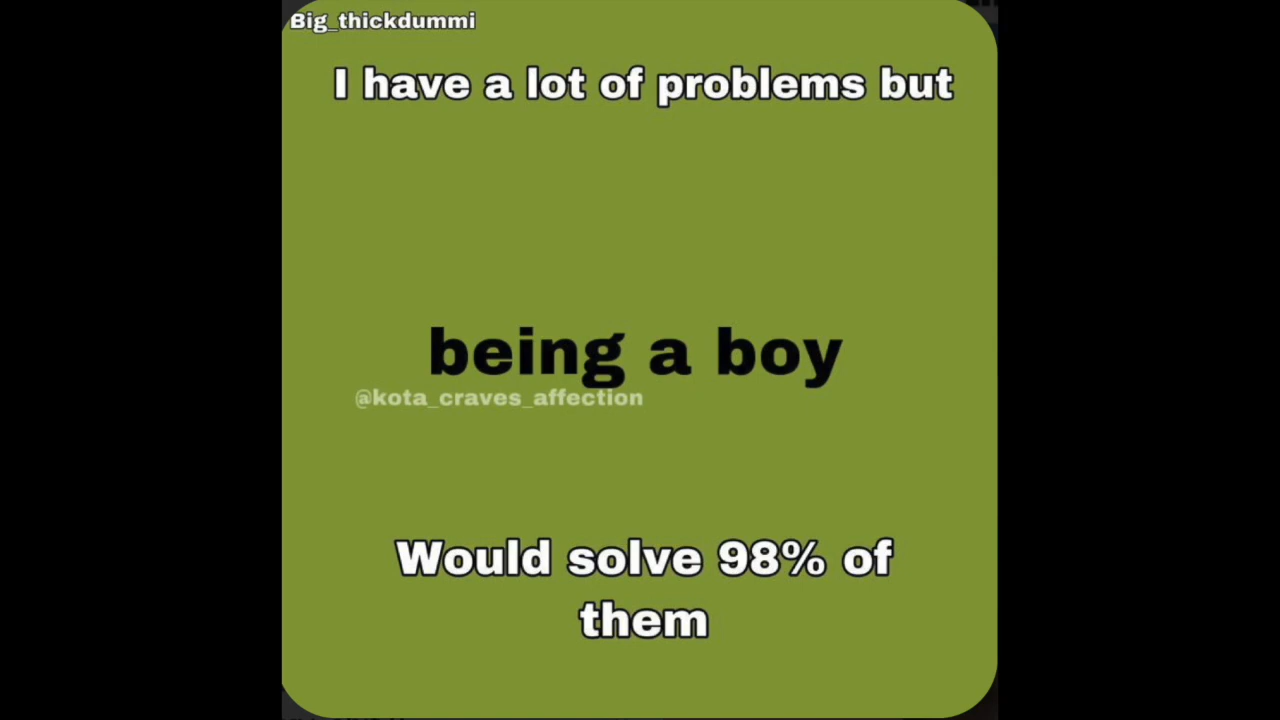 Big_thickdummi
I have a lot of problems but
being a boy
@kota_craves_affection
Would solve 98% of
them